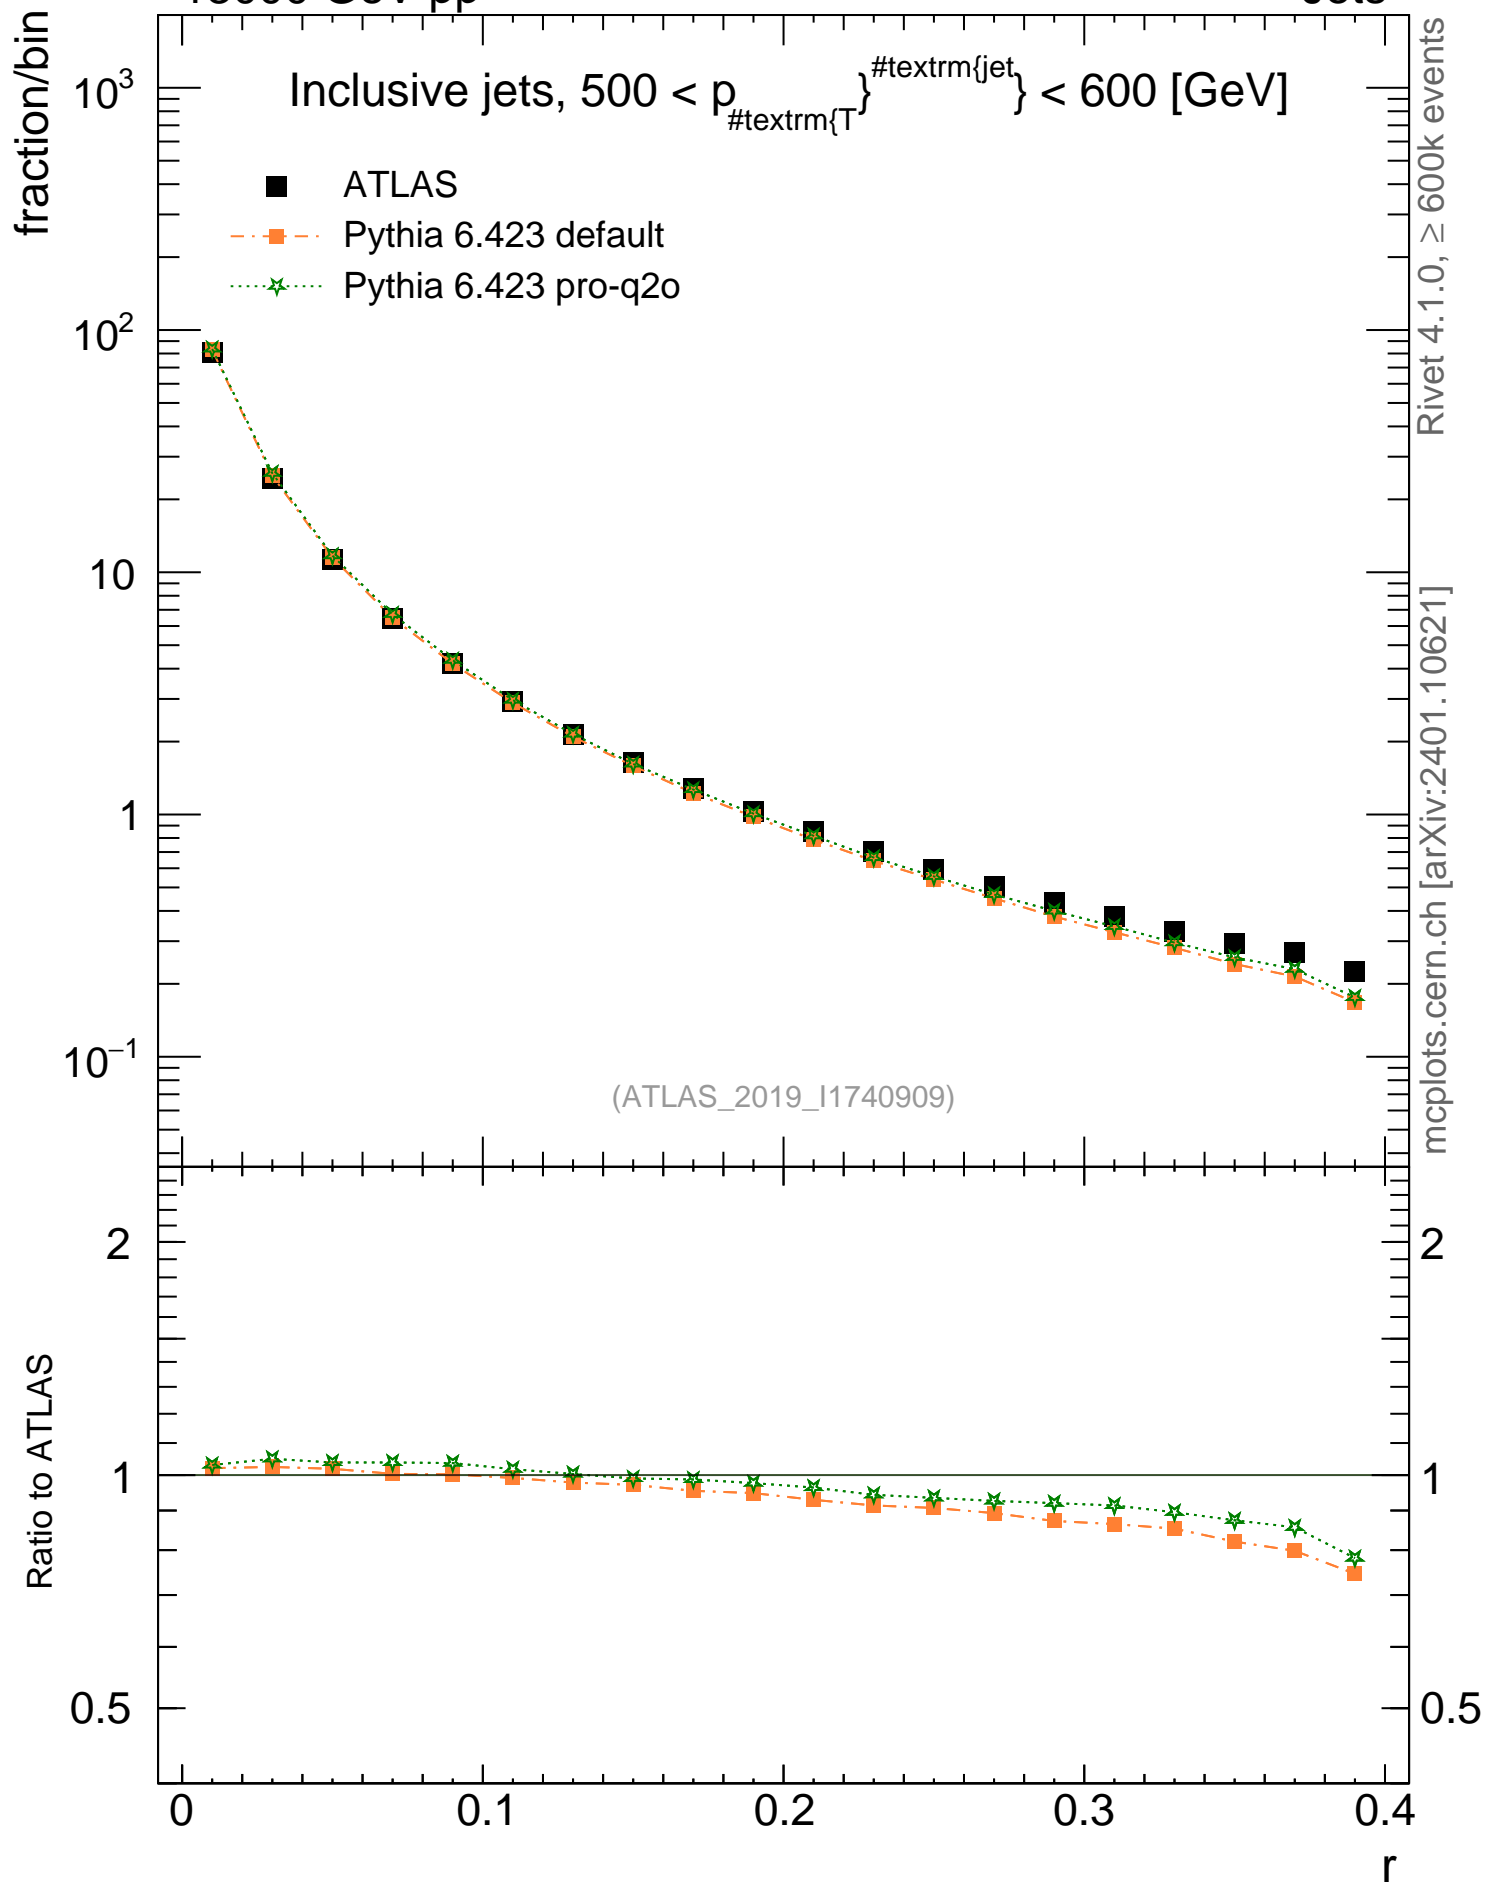 fraction/bin
Inclusive jets, 500 < p_{#textrm{T}}^{#textrm{jet}} < 600 [GeV]
ATLAS
Pythia 6.423 default
Pythia 6.423 pro-q2o
10³
10²
10
1
10⁻¹
(ATLAS_2019_I1740909)
Rivet 4.1.0, ≥ 600k events
mcplots.cern.ch [arXiv:2401.10621]
Ratio to ATLAS
2
1
0.5
2
1
0.5
0 0.1 0.2 0.3 0.4
r